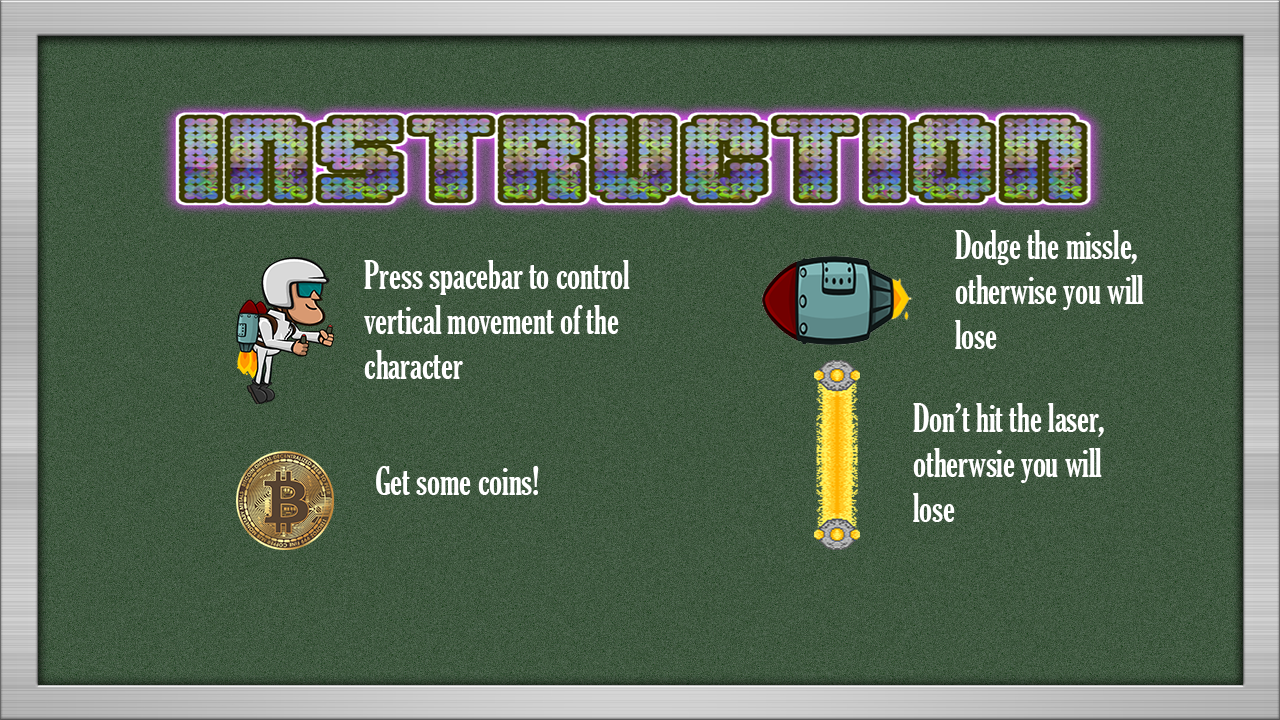 INSTRUCTION
Press spacebar to control
vertical movement of the
character
Get some coins!
Dodge the missle,
otherwise you will
lose
Don't hit the laser,
otherwsie you will
lose